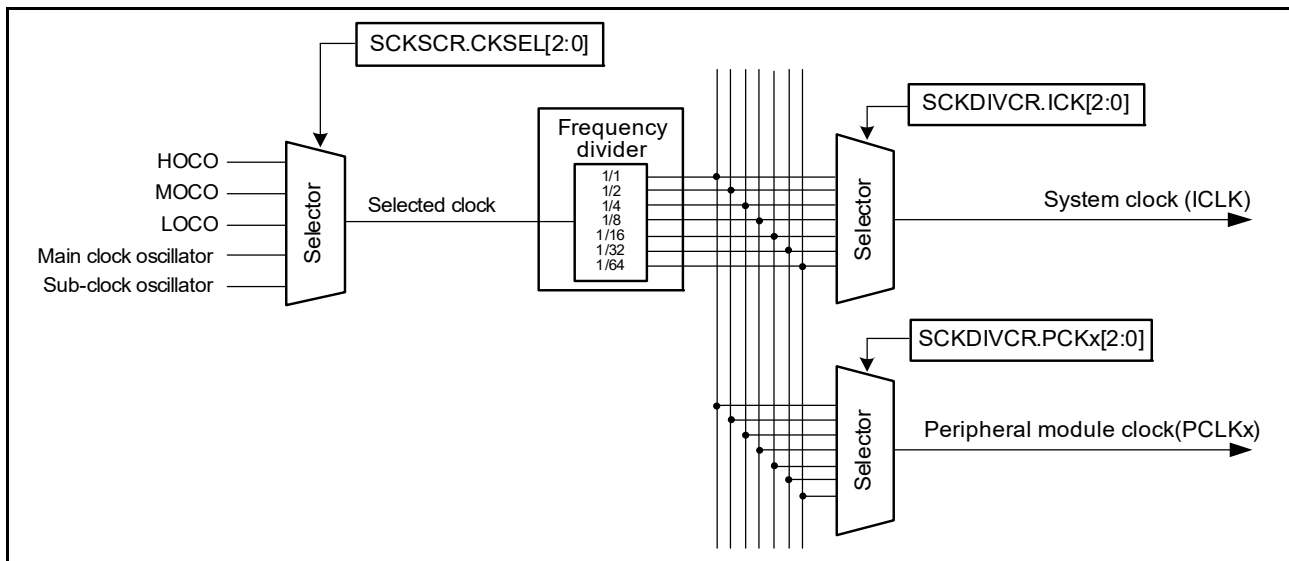 SCKSCR.CKSEL[2:0]
SCKDIVCR.ICK[2:0]
Frequency
divider
HOCO
MOCO
LOCO
Main clock oscillator
Sub-clock oscillator
Selector
Selected clock
1/1
1/2
1/4
1/8
1/16
1/32
1/64
Selector
System clock (ICLK)
SCKDIVCR.PCKx[2:0]
Selector
Peripheral module clock(PCLKx)